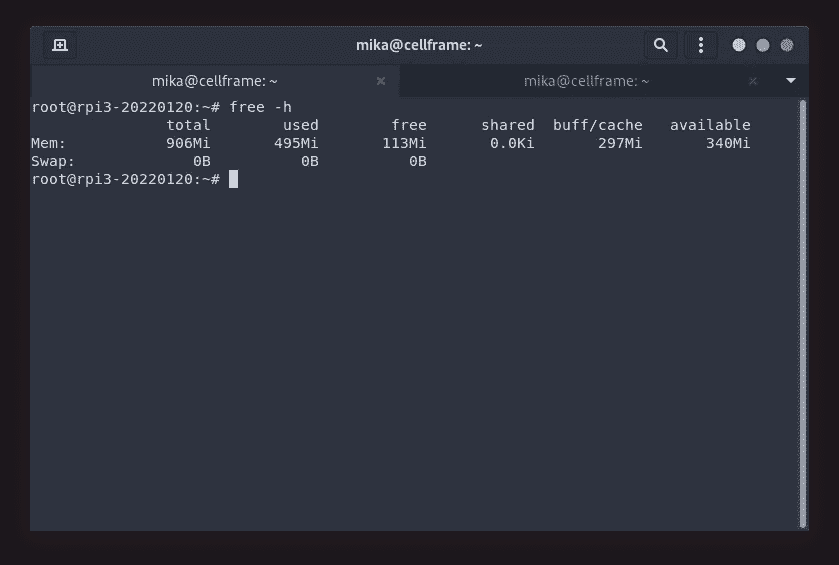 mika@cellframe: ~
mika@cellframe: ~ mika@cellframe: ~
root@rpi3-20220120:~# free -h
total used free shared buff/cache available
Mem: 906Mi 495Mi 113Mi 0.0Ki 297Mi 340Mi
Swap: 0B 0B 0B
root@rpi3-20220120:~#